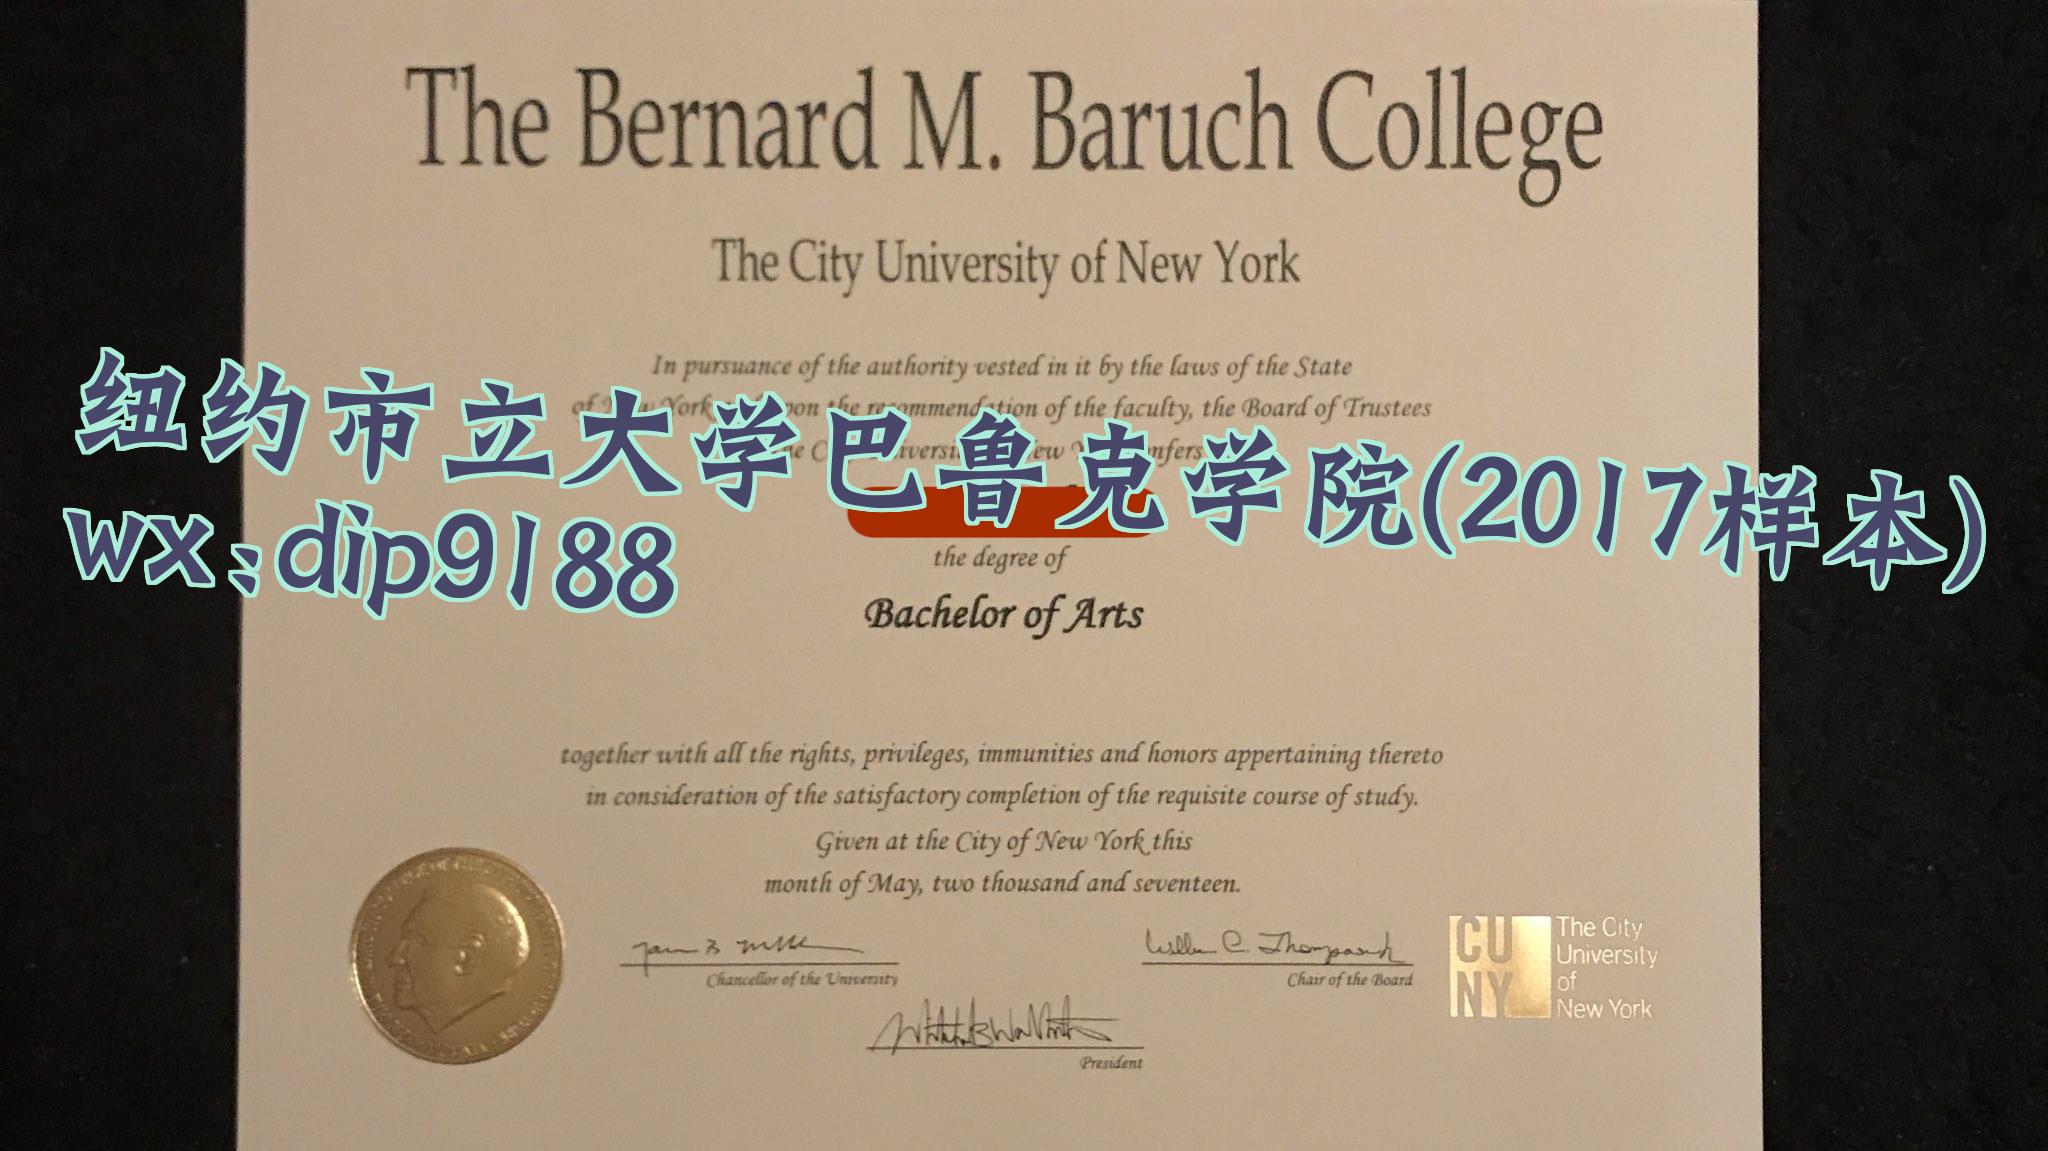 The Bernard M. Baruch College
The City University of New York
In pursuance of the authority vested in it by the laws of the State
of New York upon the recommendation of the faculty, the Board of Trustees
纽约市立大学巴鲁克学院(2017样本)
wx:dip9188
the degree of
Bachelor of Arts
together with all the rights, privileges, immunities and honors appertaining thereto
in consideration of the satisfactory completion of the requisite course of study.
Given at the City of New York this
month of May, two thousand and seventeen.
Chancellor of the University
Chair of the Board
President
CU
NY
The City
University
of
New York